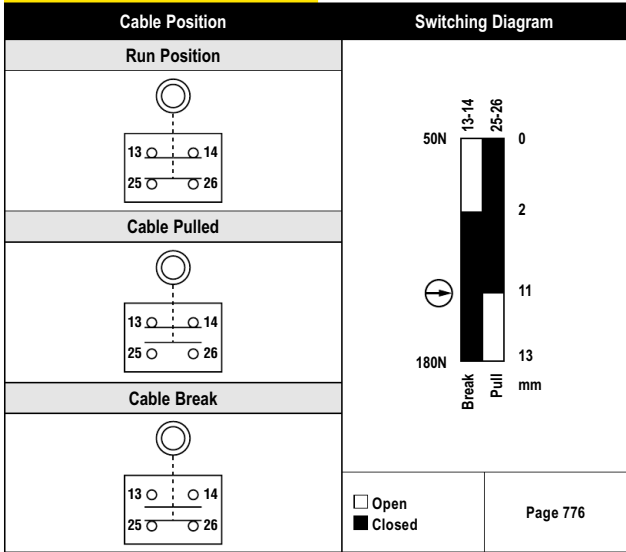 Cable Position
Switching Diagram
Run Position
13 14
25 26
Cable Pulled
13 14
25 26
Cable Break
13 14
25 26
13-14
25-26
50N
0
2
11
180N
13
mm
Break
Pull
Open
Closed
Page 776